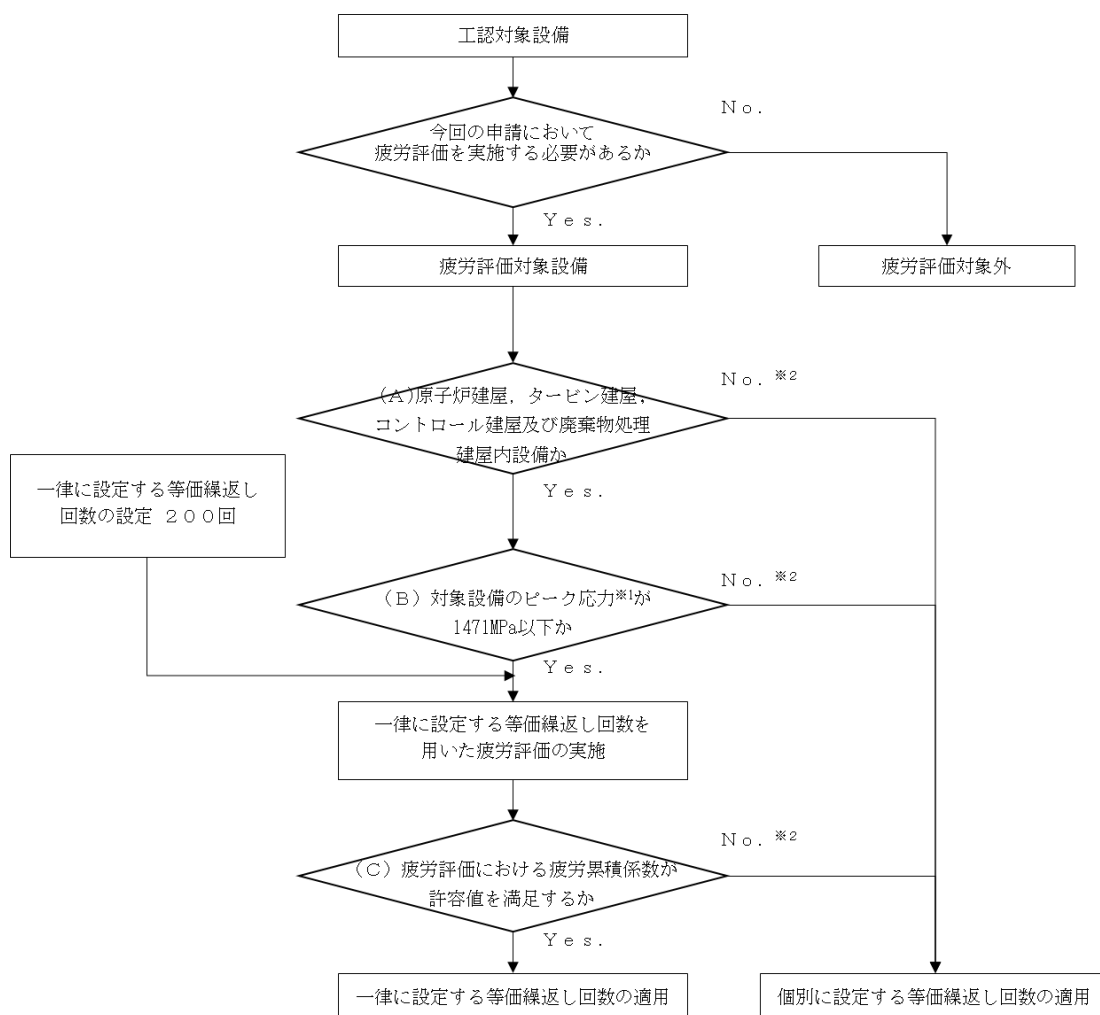 工認対象設備
No.
今回の申請において
疲労評価を実施する必要があるか
Yes.
疲労評価対象設備
疲労評価対象外
No.※2
(A)原子炉建屋，タービン建屋，
コントロール建屋及び廃棄物処理
建屋内設備か
Yes.
一律に設定する等価繰返し
回数の設定 200回
No.※2
(B)対象設備のピーク応力※1が
1471MPa以下か
Yes.
一律に設定する等価繰返し回数を
用いた疲労評価の実施
No.※2
(C)疲労評価における疲労累積係数が
許容値を満足するか
Yes.
一律に設定する等価繰返し回数の適用
個別に設定する等価繰返し回数の適用